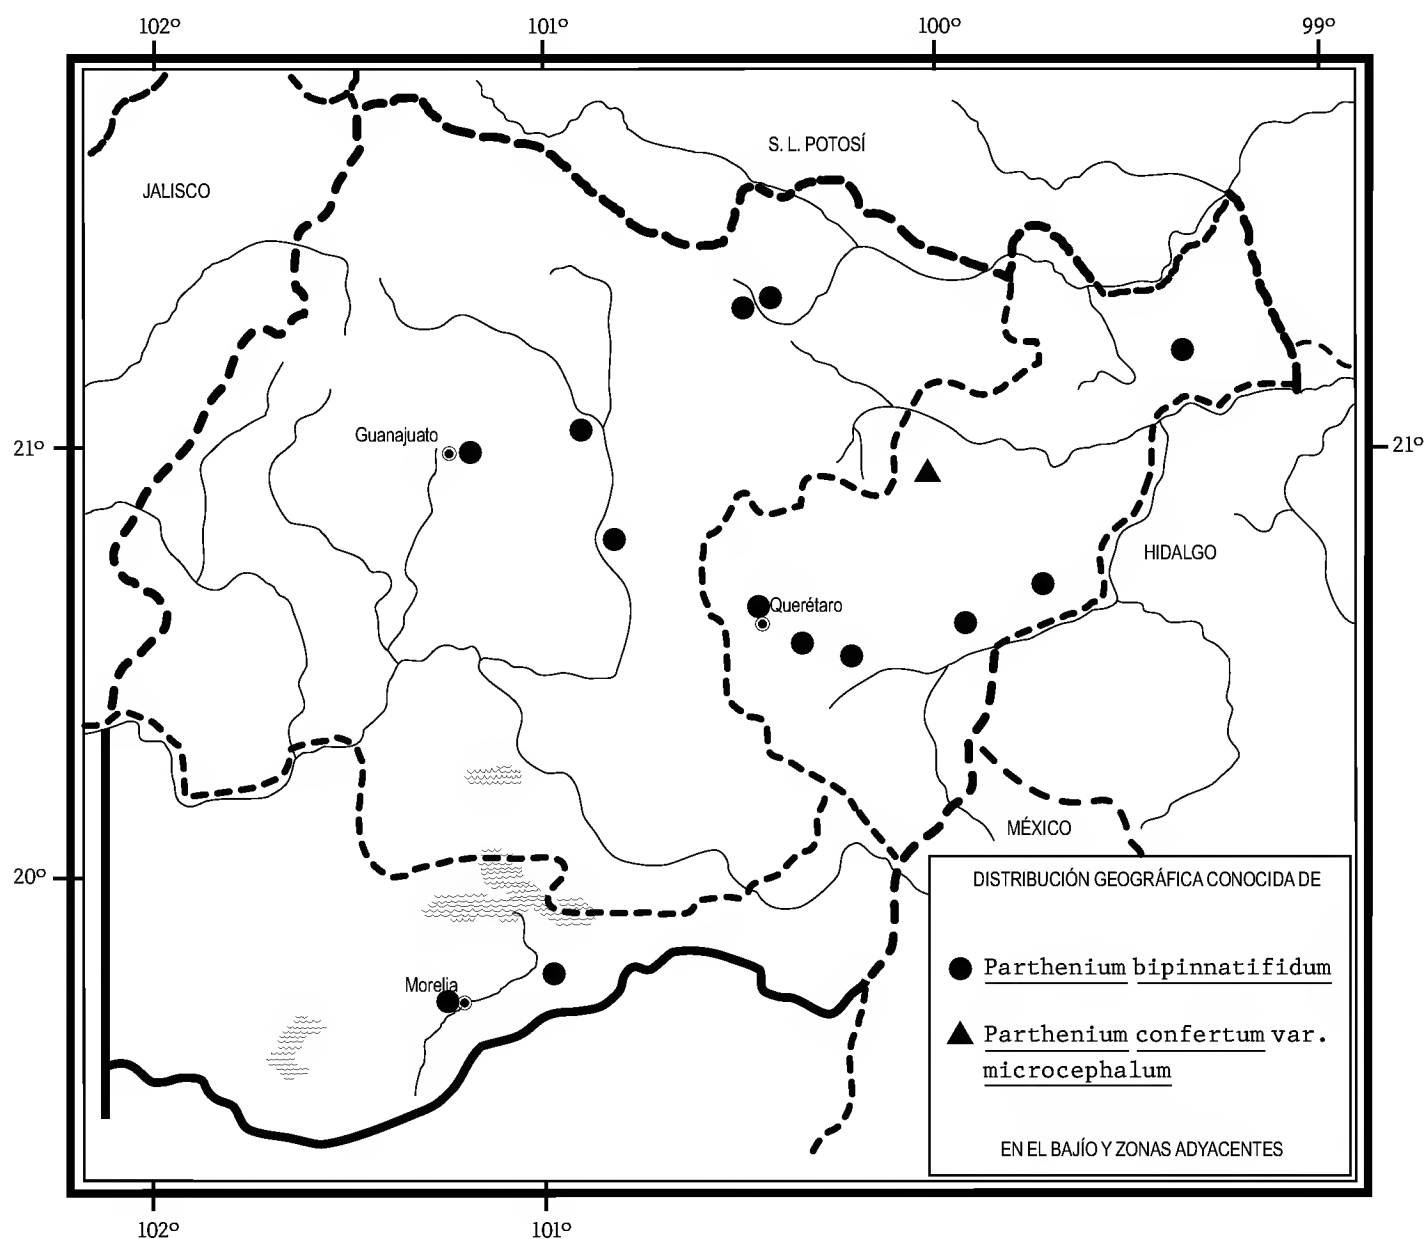 102º 101º 100º 99º
S. L. POTOSÍ
JALISCO
Guanajuato
21º 21º
HIDALGO
Querétaro
MÉXICO
20º
DISTRIBUCIÓN GEOGRÁFICA CONOCIDA DE
Parthenium bipinnatifidum
Morelia
Parthenium confertum var.
microcephalum
EN EL BAJÍO Y ZONAS ADYACENTES
102º 101º